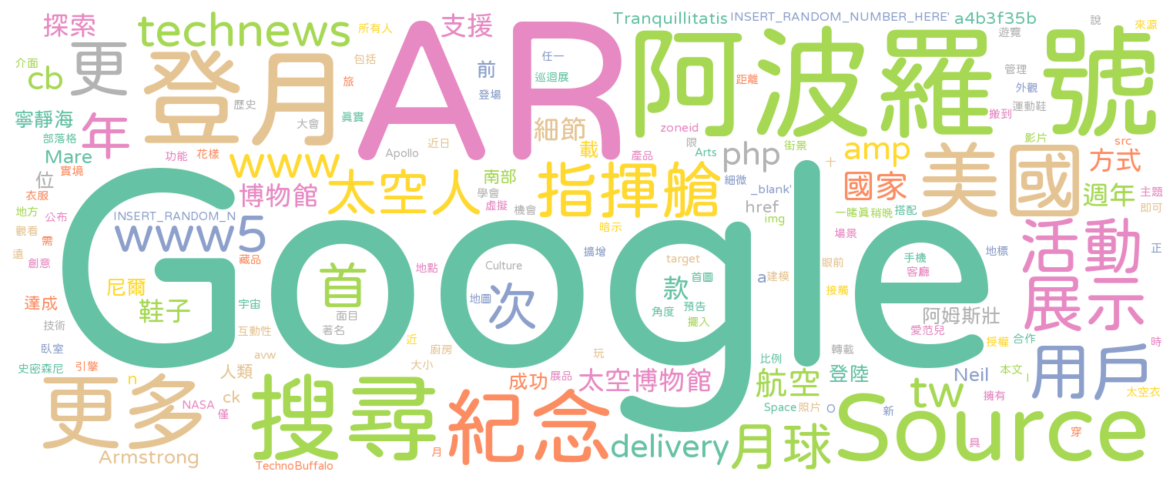 探索
technews
支援
Tranquillitatis
INSERT_RANDOM_NUMBER_HERE'
a4b3f35b
說
來源
所有人
遊覽
介面
cb
更
登月
AR
前
任一
巡迴展
登場
包括
旅
距離
阿波羅號
管理
外觀
運動鞋
搬到
歷史
寧靜海
年
大會
真實
細節
zoneid
限
影片
部落格
Mare
功能
花樣
近日
Apollo
載
產品
Arts
街景
php
amp
src
方式
實境
www
南部
細微
十
位
衣服
博物館
太空人
學會
虛擬
指揮艙
_blank'
國家
美國
週年
主題
即可
地方
公布
INSERT_RANDOM_N
機會
href
img
一睹
真
稍晚
搭配
觀看
需
www5
暗示
場景
活動
正
遠
創意
藏品
Google
地點
Culture
擴增
target
眼前
手機
地標
客廳
達成
尼爾
鞋子
宇宙
首
地圖
次
款
首圖
a
建模
接觸
展示
面目
角度
預告
擺入
阿姆斯壯
技術
互動性
著名
愛范兒
授權
合作
時
臥室
近
廚房
玩
轉載
本文
史密森尼
引擎
avw
大小
比例
人類
成功
展品
太空博物館
航空
登陸
Neil
用戶
!
太空衣
更多
n
ck
擁有
NASA
僅
搜尋
紀念
Space
照片
O
新
tw
Source
delivery
月球
具
穿
Armstrong
TechnoBuffalo
月